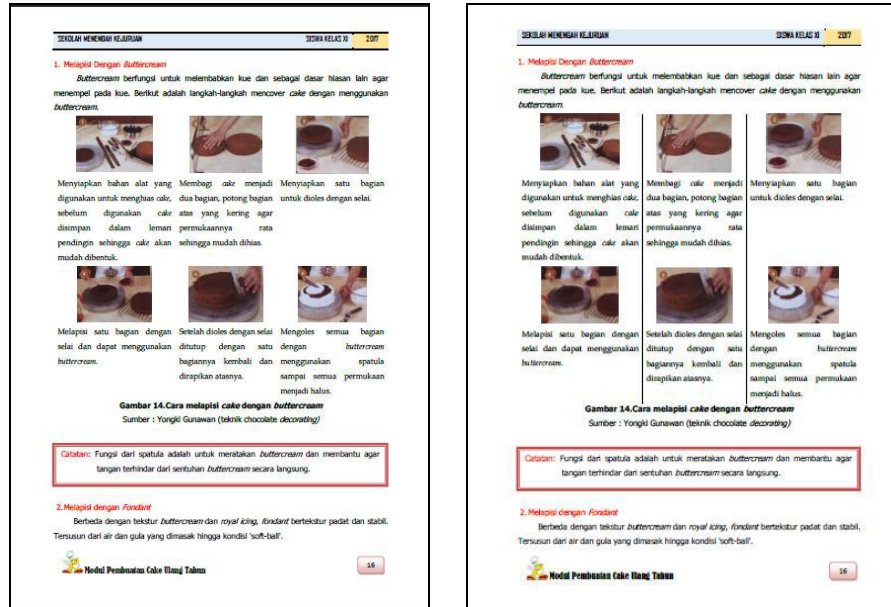 SEKOLAH MENENGAH KEJURUAN SISWA KELAS XI 2017
1. Melapisi Dengan Buttercream
Buttercream berfungsi untuk melembabkan kue dan sebagai dasar hiasan lain agar
menempel pada kue. Berikut adalah langkah-langkah mencover cake dengan menggunakan
buttercream.
Menyiapkan bahan alat yang
digunakan untuk menghias cake,
sebelum digunakan cake
disimpan dalam lemari
pendingin sehingga cake akan
mudah dibentuk.
Membagi cake menjadi
dua bagian, potong bagian
atas yang kering agar
permukaannya rata
sehingga mudah dihias.
Menyiapkan satu bagian
untuk dioles dengan selai.
Melapisi satu bagian dengan
selai dan dapat menggunakan
buttercream.
Setelah dioles dengan selai
ditutup dengan satu
bagiannya kembali dan
dirapikan atasnya.
Mengoles semua bagian
dengan buttercream
menggunakan spatula
sampai semua permukaan
menjadi halus.
Gambar 14.Cara melapisi cake dengan buttercream
Sumber : Yongki Gunawan (teknik chocolate decorating)
Catatan: Fungsi dari spatula adalah untuk meratakan buttercream dan membantu agar
tangan terhindar dari sentuhan buttercream secara langsung.
2. Melapisi dengan Fondant
Berbeda dengan tekstur buttercream dan royal icing, fondant bertekstur padat dan stabil.
Tersusun dari air dan gula yang dimasak hingga kondisi 'soft-ball'.
Modul Pembuatan Cake Ulang Tahun 16
SEKOLAH MENENGAH KEJURUAN SISWA KELAS XI 2017
1. Melapisi Dengan Buttercream
Buttercream berfungsi untuk melembabkan kue dan sebagai dasar hiasan lain agar
menempel pada kue. Berikut adalah langkah-langkah mencover cake dengan menggunakan
buttercream.
Menyiapkan bahan alat yang
digunakan untuk menghias cake,
sebelum digunakan cake
disimpan dalam lemari
pendingin sehingga cake akan
mudah dibentuk.
Membagi cake menjadi
dua bagian, potong bagian
atas yang kering agar
permukaannya rata
sehingga mudah dihias.
Menyiapkan satu bagian
untuk dioles dengan selai.
Melapisi satu bagian dengan
selai dan dapat menggunakan
buttercream.
Setelah dioles dengan selai
ditutup dengan satu
bagiannya kembali dan
dirapikan atasnya.
Mengoles semua bagian
dengan buttercream
menggunakan spatula
sampai semua permukaan
menjadi halus.
Gambar 14.Cara melapisi cake dengan buttercream
Sumber : Yongki Gunawan (teknik chocolate decorating)
Catatan: Fungsi dari spatula adalah untuk meratakan buttercream dan membantu agar
tangan terhindar dari sentuhan buttercream secara langsung.
2. Melapisi dengan Fondant
Berbeda dengan tekstur buttercream dan royal icing, fondant bertekstur padat dan stabil.
Tersusun dari air dan gula yang dimasak hingga kondisi 'soft-ball'.
Modul Pembuatan Cake Ulang Tahun 16